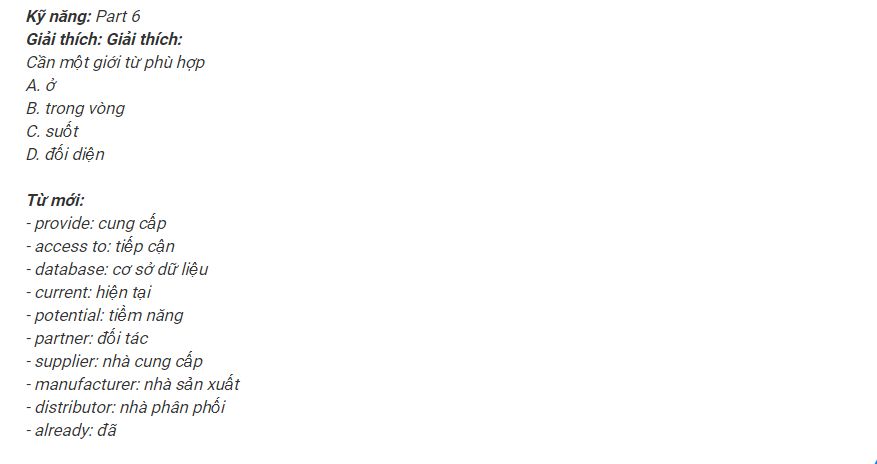 Kỹ năng: Part 6
Giải thích: Giải thích:
Cần một giới từ phù hợp
A. ở
B. trong vòng
C. suốt
D. đối diện
Từ mới:
- provide: cung cấp
- access to: tiếp cận
- database: cơ sở dữ liệu
- current: hiện tại
- potential: tiềm năng
- partner: đối tác
- supplier: nhà cung cấp
- manufacturer: nhà sản xuất
- distributor: nhà phân phối
- already: đã